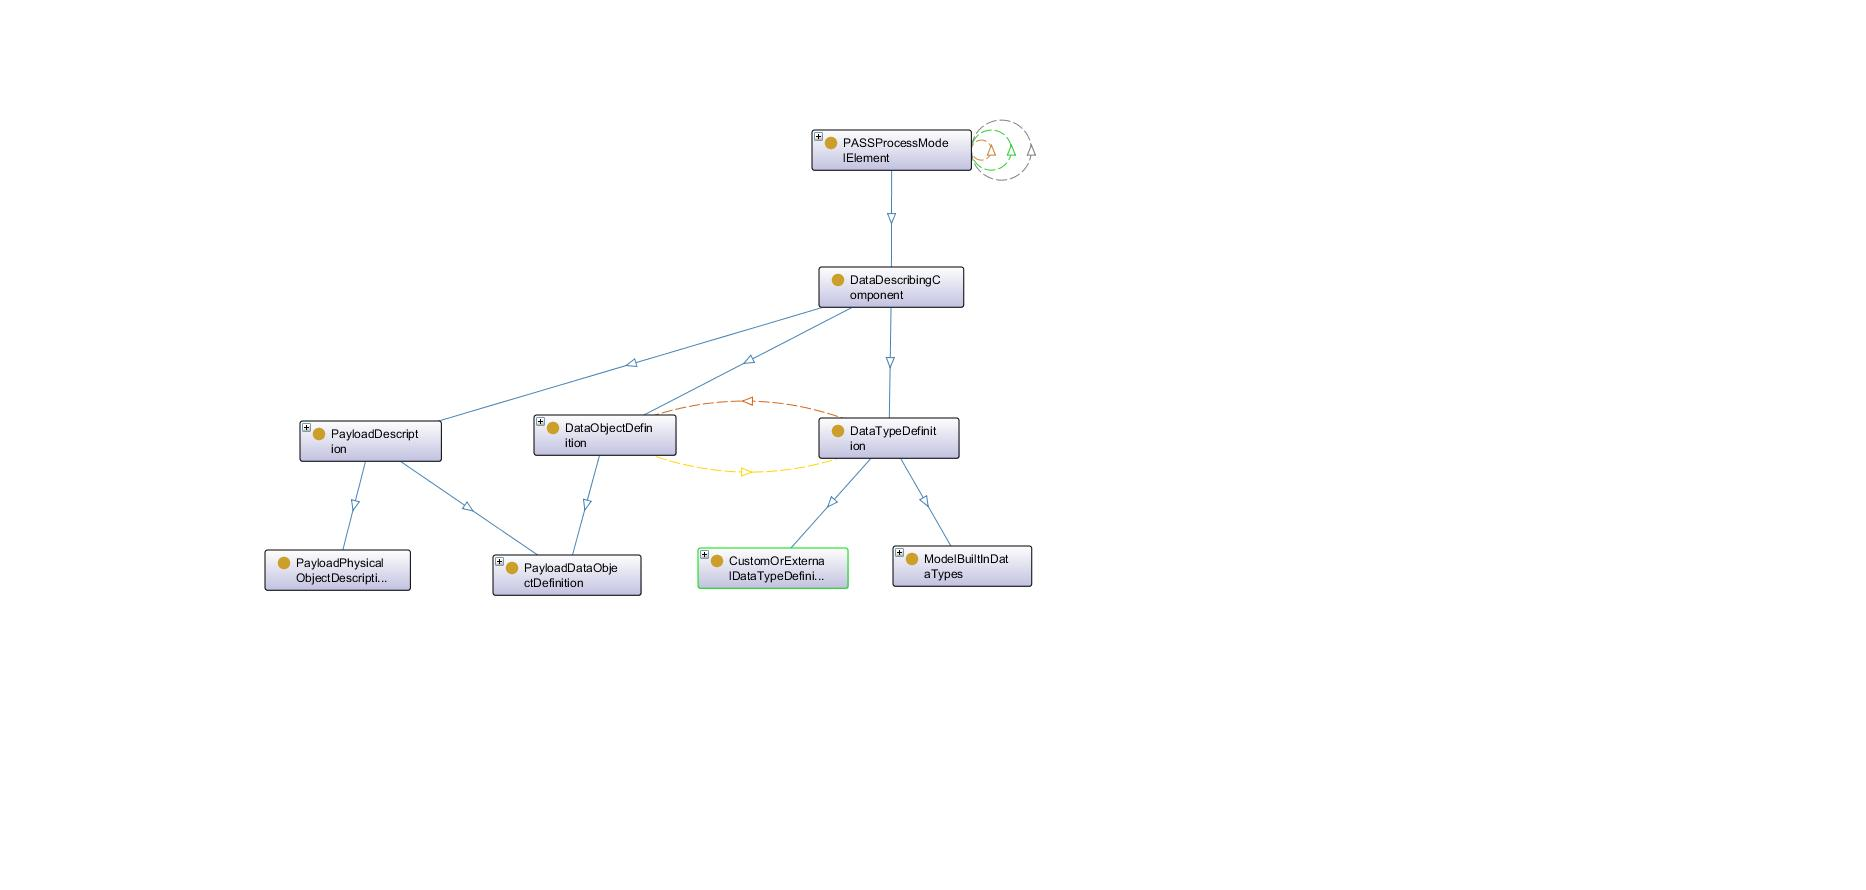 PASSProcessMode
lElement
DataDescribingC
omponent
PayloadDescript
ion
DataObjectDefin
ition
DataTypeDefinit
ion
PayloadPhysical
ObjectDescripti...
PayloadDataObje
ctDefinition
CustomOrExterna
lDataTypeDefini...
ModelBuiltInDat
aTypes